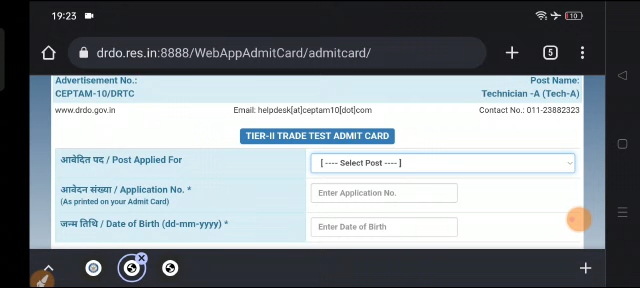 19:23
10
drdo.res.in:8888/WebAppAdmitCard/admitcard/
5
Advertisement No.:
CEPTAM-10/DRTC
Post Name:
Technician -A (Tech-A)
www.drdo.gov.in
Email: helpdesk[at]ceptam10[dot]com
Contact No.: 011-23882323
TIER-II TRADE TEST ADMIT CARD
आवेदित पद / Post Applied For
[ ---- Select Post ---- ]
आवेदन संख्या / Application No. *
(As printed on your Admit Card)
Enter Application No.
जन्म तिथि / Date of Birth (dd-mm-yyyy) *
Enter Date of Birth